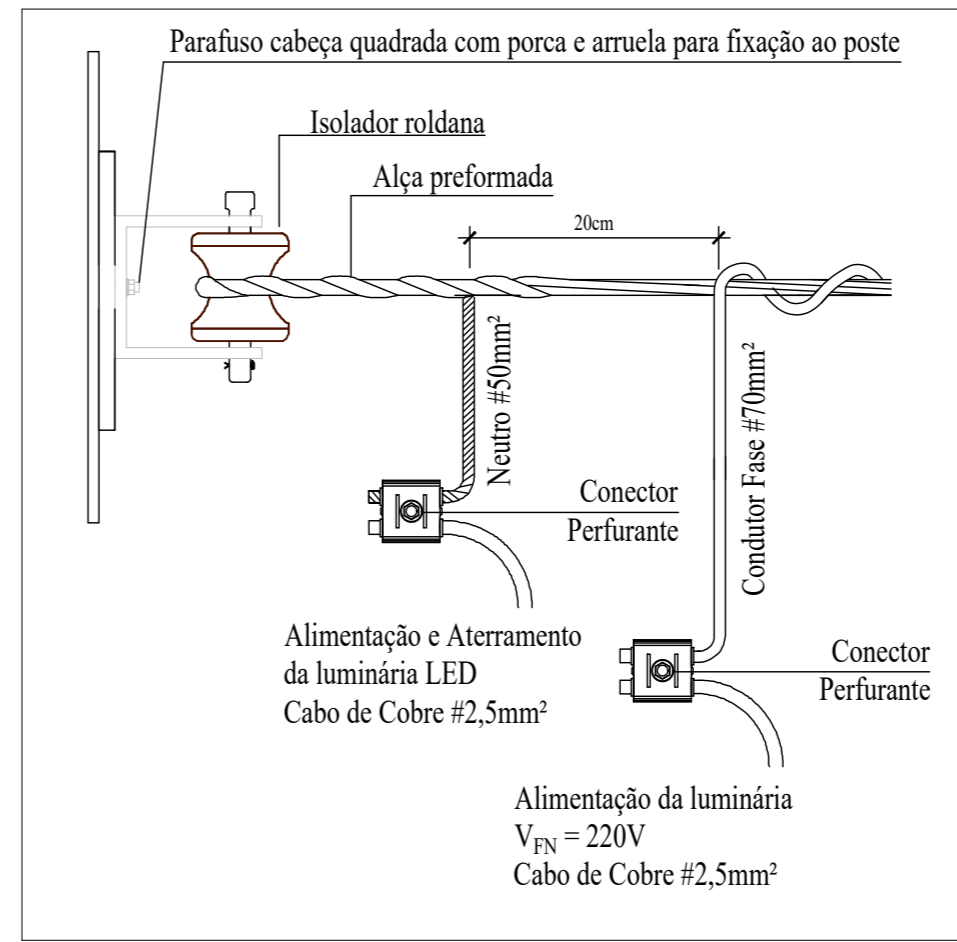 Parafuso cabeça quadrada com porca e arruela para fixação ao poste
Isolador roldana
Alça preformada
20cm
Neutro #50mm²
Condutor Fase #70mm²
Conector
Perfurante
Alimentação e Aterramento
da luminária LED
Cabo de Cobre #2,5mm²
Conector
Perfurante
Alimentação da luminária
V_FN = 220V
Cabo de Cobre #2,5mm²